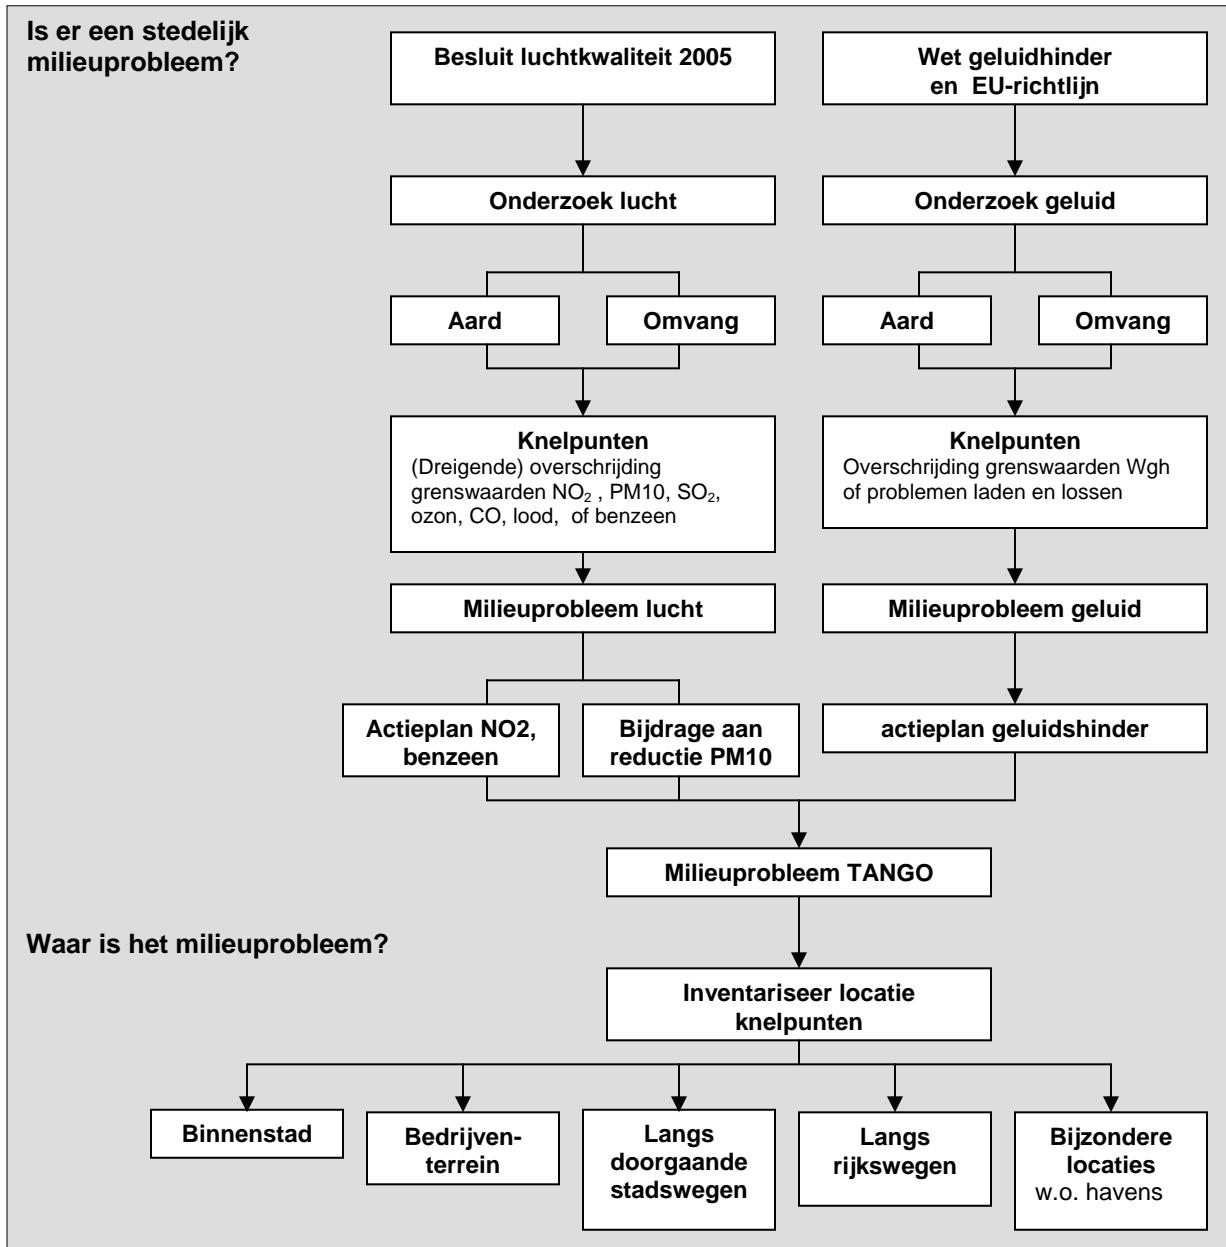 Is er een stedelijk
milieuprobleem?
Besluit luchtkwaliteit 2005
Wet geluidhinder
en EU-richtlijn
Onderzoek lucht
Onderzoek geluid
Aard
Omvang
Aard
Omvang
Knelpunten
(Dreigende) overschrijding
grenswaarden NO₂ , PM10, SO₂,
ozon, CO, lood, of benzeen
Knelpunten
Overschrijding grenswaarden Wgh
of problemen laden en lossen
Milieuprobleem lucht
Milieuprobleem geluid
Actieplan NO2,
benzeen
Bijdrage aan
reductie PM10
actieplan geluidshinder
Milieuprobleem TANGO
Waar is het milieuprobleem?
Inventariseer locatie
knelpunten
Binnenstad
Bedrijven-
terrein
Langs
doorgaande
stadswegen
Langs
rijkswegen
Bijzondere
locaties
w.o. havens